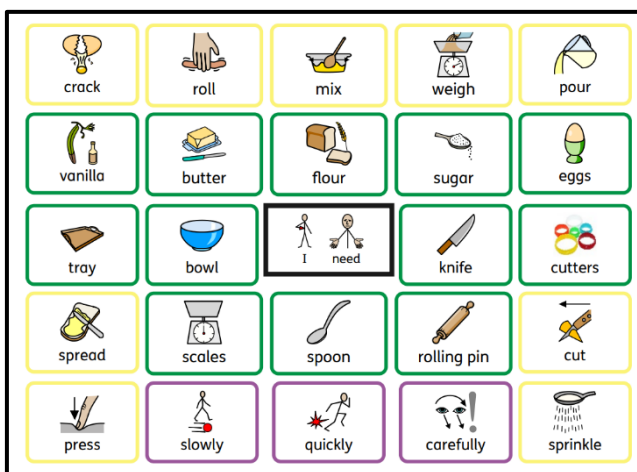 crack roll mix weigh pour
vanilla butter flour sugar eggs
tray bowl I need knife cutters
spread scales spoon rolling pin cut
press slowly quickly carefully sprinkle